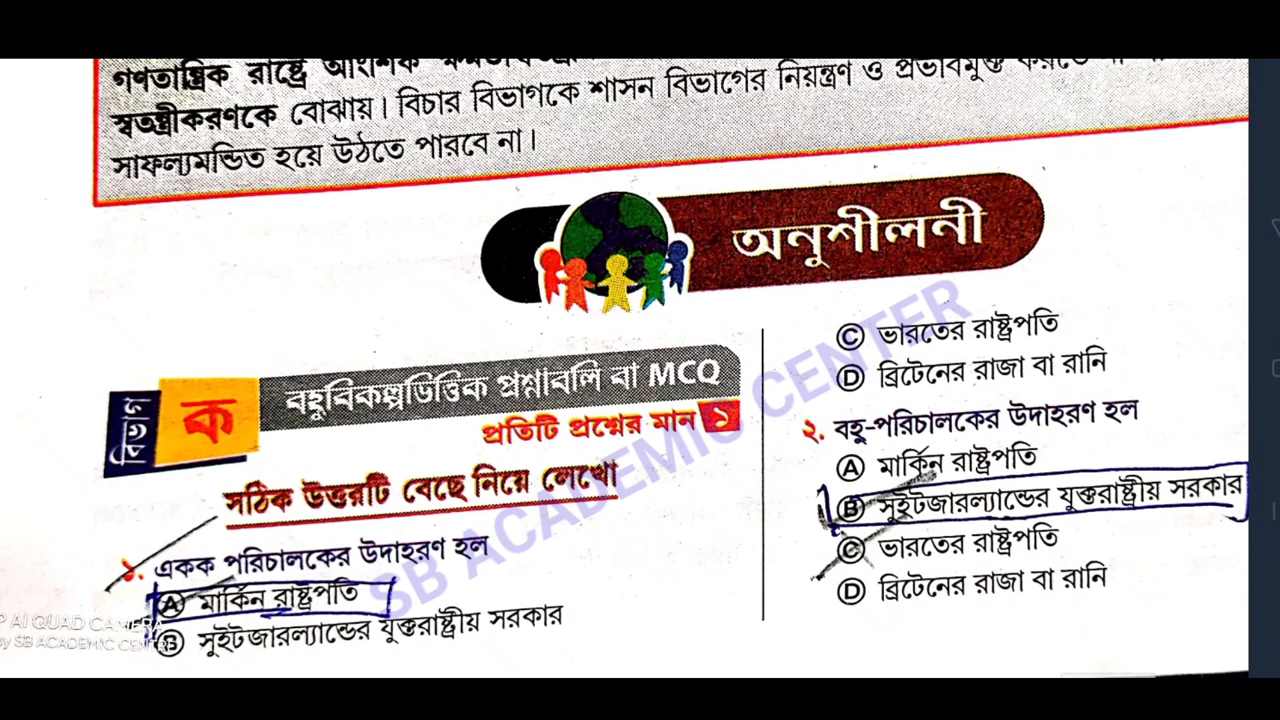 গণতান্ত্রিক রাষ্ট্রে আংশিক
স্বতন্ত্রীকরণকে বোঝায়। বিচার বিভাগকে শাসন বিভাগের নিয়ন্ত্রণ ও প্রভাবমুক্ত করতে না
সাফল্যমন্ডিত হয়ে উঠতে পারবে না।
অনুশীলনী
বিভাগ ক
বহুবিকল্পভিত্তিক প্রশ্নাবলি বা MCQ
প্রতিটি প্রশ্নের মান ১
সঠিক উত্তরটি বেছে নিয়ে লেখো
১. একক পরিচালকের উদাহরণ হল
Ⓐ মার্কিন রাষ্ট্রপতি
Ⓑ সুইটজারল্যান্ডের যুক্তরাষ্ট্রীয় সরকার
Ⓒ ভারতের রাষ্ট্রপতি
Ⓓ ব্রিটেনের রাজা বা রানি
২. বহু-পরিচালকের উদাহরণ হল
Ⓐ মার্কিন রাষ্ট্রপতি
Ⓑ সুইটজারল্যান্ডের যুক্তরাষ্ট্রীয় সরকার
Ⓒ ভারতের রাষ্ট্রপতি
Ⓓ ব্রিটেনের রাজা বা রানি
SB ACADEMIC CENTER
AI QUAD CAMERA
by SB ACADEMIC CENTRE